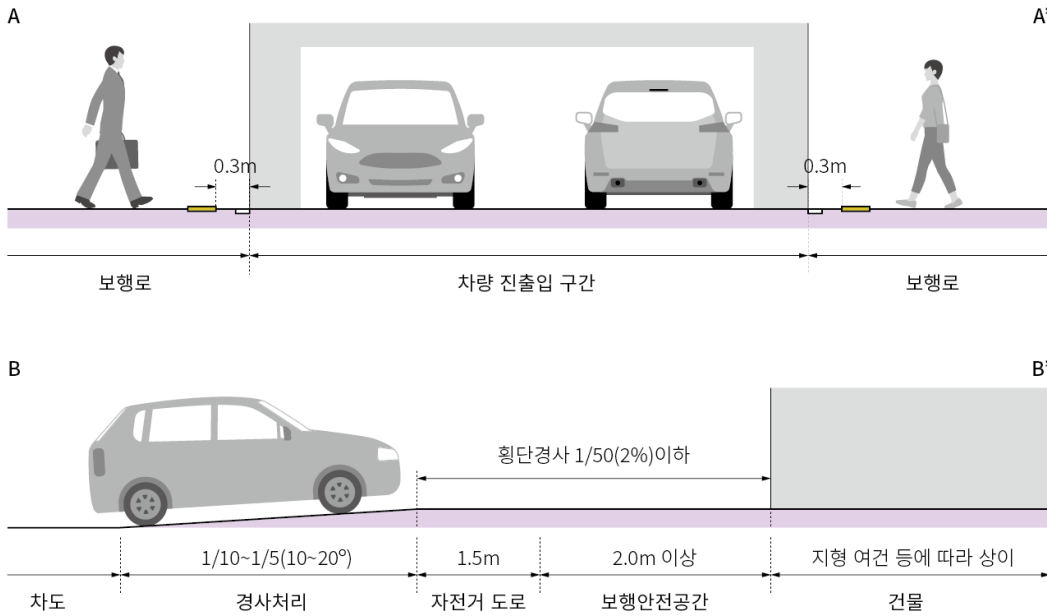 A A'
0.3m 0.3m
보행로 차량 진출입 구간 보행로
B B'
횡단경사 1/50(2%)이하
1/10~1/5(10~20º) 1.5m 2.0m 이상 지형 여건 등에 따라 상이
차도 경사처리 자전거 도로 보행안전공간 건물